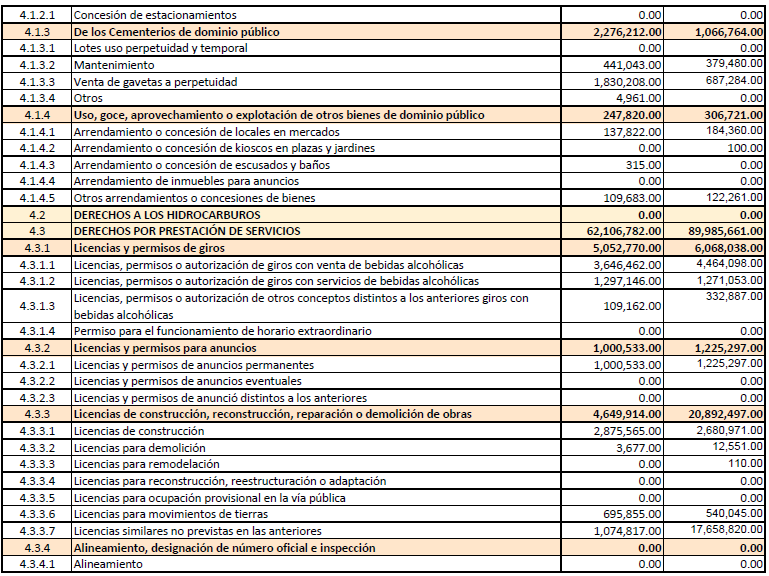 4.1.2.1 Concesión de estacionamientos 0.00 0.00
4.1.3 De los Cementerios de dominio público 2,276,212.00 1,066,764.00
4.1.3.1 Lotes uso perpetuidad y temporal 0.00 0.00
4.1.3.2 Mantenimiento 441,043.00 379,480.00
4.1.3.3 Venta de gavetas a perpetuidad 1,830,208.00 687,284.00
4.1.3.4 Otros 4,961.00 0.00
4.1.4 Uso, goce, aprovechamiento o explotación de otros bienes de dominio público 247,820.00 306,721.00
4.1.4.1 Arrendamiento o concesión de locales en mercados 137,822.00 184,360.00
4.1.4.2 Arrendamiento o concesión de kioscos en plazas y jardines 0.00 100.00
4.1.4.3 Arrendamiento o concesión de escusados y baños 315.00 0.00
4.1.4.4 Arrendamiento de inmuebles para anuncios 0.00 0.00
4.1.4.5 Otros arrendamientos o concesiones de bienes 109,683.00 122,261.00
4.2 DERECHOS A LOS HIDROCARBUROS 0.00 0.00
4.3 DERECHOS POR PRESTACIÓN DE SERVICIOS 62,106,782.00 89,985,661.00
4.3.1 Licencias y permisos de giros 5,052,770.00 6,068,038.00
4.3.1.1 Licencias, permisos o autorización de giros con venta de bebidas alcohólicas 3,646,462.00 4,464,098.00
4.3.1.2 Licencias, permisos o autorización de giros con servicios de bebidas alcohólicas 1,297,146.00 1,271,053.00
4.3.1.3 Licencias, permisos o autorización de otros conceptos distintos a los anteriores giros con 109,162.00 332,887.00
bebidas alcohólicas
4.3.1.4 Permiso para el funcionamiento de horario extraordinario 0.00 0.00
4.3.2 Licencias y permisos para anuncios 1,000,533.00 1,225,297.00
4.3.2.1 Licencias y permisos de anuncios permanentes 1,000,533.00 1,225,297.00
4.3.2.2 Licencias y permisos de anuncios eventuales 0.00 0.00
4.3.2.3 Licencias y permisos de anunció distintos a los anteriores 0.00 0.00
4.3.3 Licencias de construcción, reconstrucción, reparación o demolición de obras 4,649,914.00 20,892,497.00
4.3.3.1 Licencias de construcción 2,875,565.00 2,680,971.00
4.3.3.2 Licencias para demolición 3,677.00 12,551.00
4.3.3.3 Licencias para remodelación 0.00 110.00
4.3.3.4 Licencias para reconstrucción, reestructuración o adaptación 0.00 0.00
4.3.3.5 Licencias para ocupación provisional en la vía pública 0.00 0.00
4.3.3.6 Licencias para movimientos de tierras 695,855.00 540,045.00
4.3.3.7 Licencias similares no previstas en las anteriores 1,074,817.00 17,658,820.00
4.3.4 Alineamiento, designación de número oficial e inspección 0.00 0.00
4.3.4.1 Alineamiento 0.00 0.00